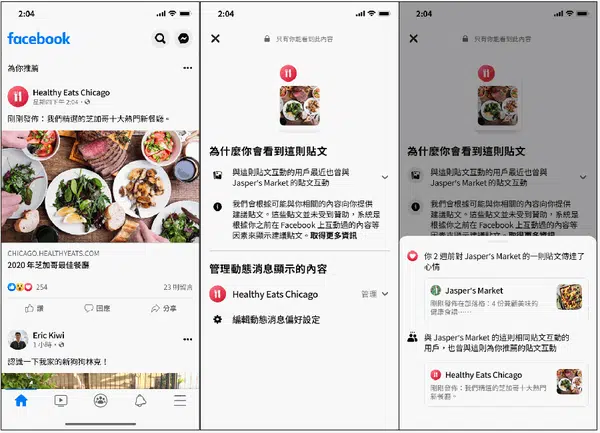 2:04
facebook
為你推薦
Healthy Eats Chicago
星期四下午 2:04 ·
剛剛發佈：我們精選的芝加哥十大熱門新餐廳。
CHICAGO.HEALTHYEATS.COM
2020 年芝加哥最佳餐廳
254
23 則留言
讚
回應
分享
Eric Kiwi
1 小時 ·
認識一下我家的新狗狗林克！
2:04
只有你能看到此內容
為什麼你會看到這則貼文
與這則貼文互動的用戶最近也曾與
Jasper's Market 的貼文互動
我們會根據可能與你相關的內容向你提供
建議貼文。這些貼文並未受到贊助，系統是
根據你之前在 Facebook 上互動過的內容等
因素來顯示建議貼文。取得更多資訊
管理動態消息顯示的內容
Healthy Eats Chicago
管理
編輯動態消息偏好設定
2:04
只有你能看到此內容
為什麼你會看到這則貼文
與這則貼文互動的用戶最近也曾與
Jasper's Market 的貼文互動
我們會根據可能與你相關的內容向你提供
建議貼文。這些貼文並未受到贊助，系統是
根據你之前在 Facebook 上互動過的內容等
因素來顯示建議貼文。取得更多資訊
你 2 週前對 Jasper's Market 的一則貼文傳達了
心情
Jasper's Market
剛剛發佈在部落格：4 份兼顧美味的
健康食譜……
與 Jasper's Market 的這則相同貼文互動的
用戶，也曾與這則為你推薦的貼文互動
Healthy Eats Chicago
剛剛發佈：我們精選的芝加哥十大熱門
新餐廳。